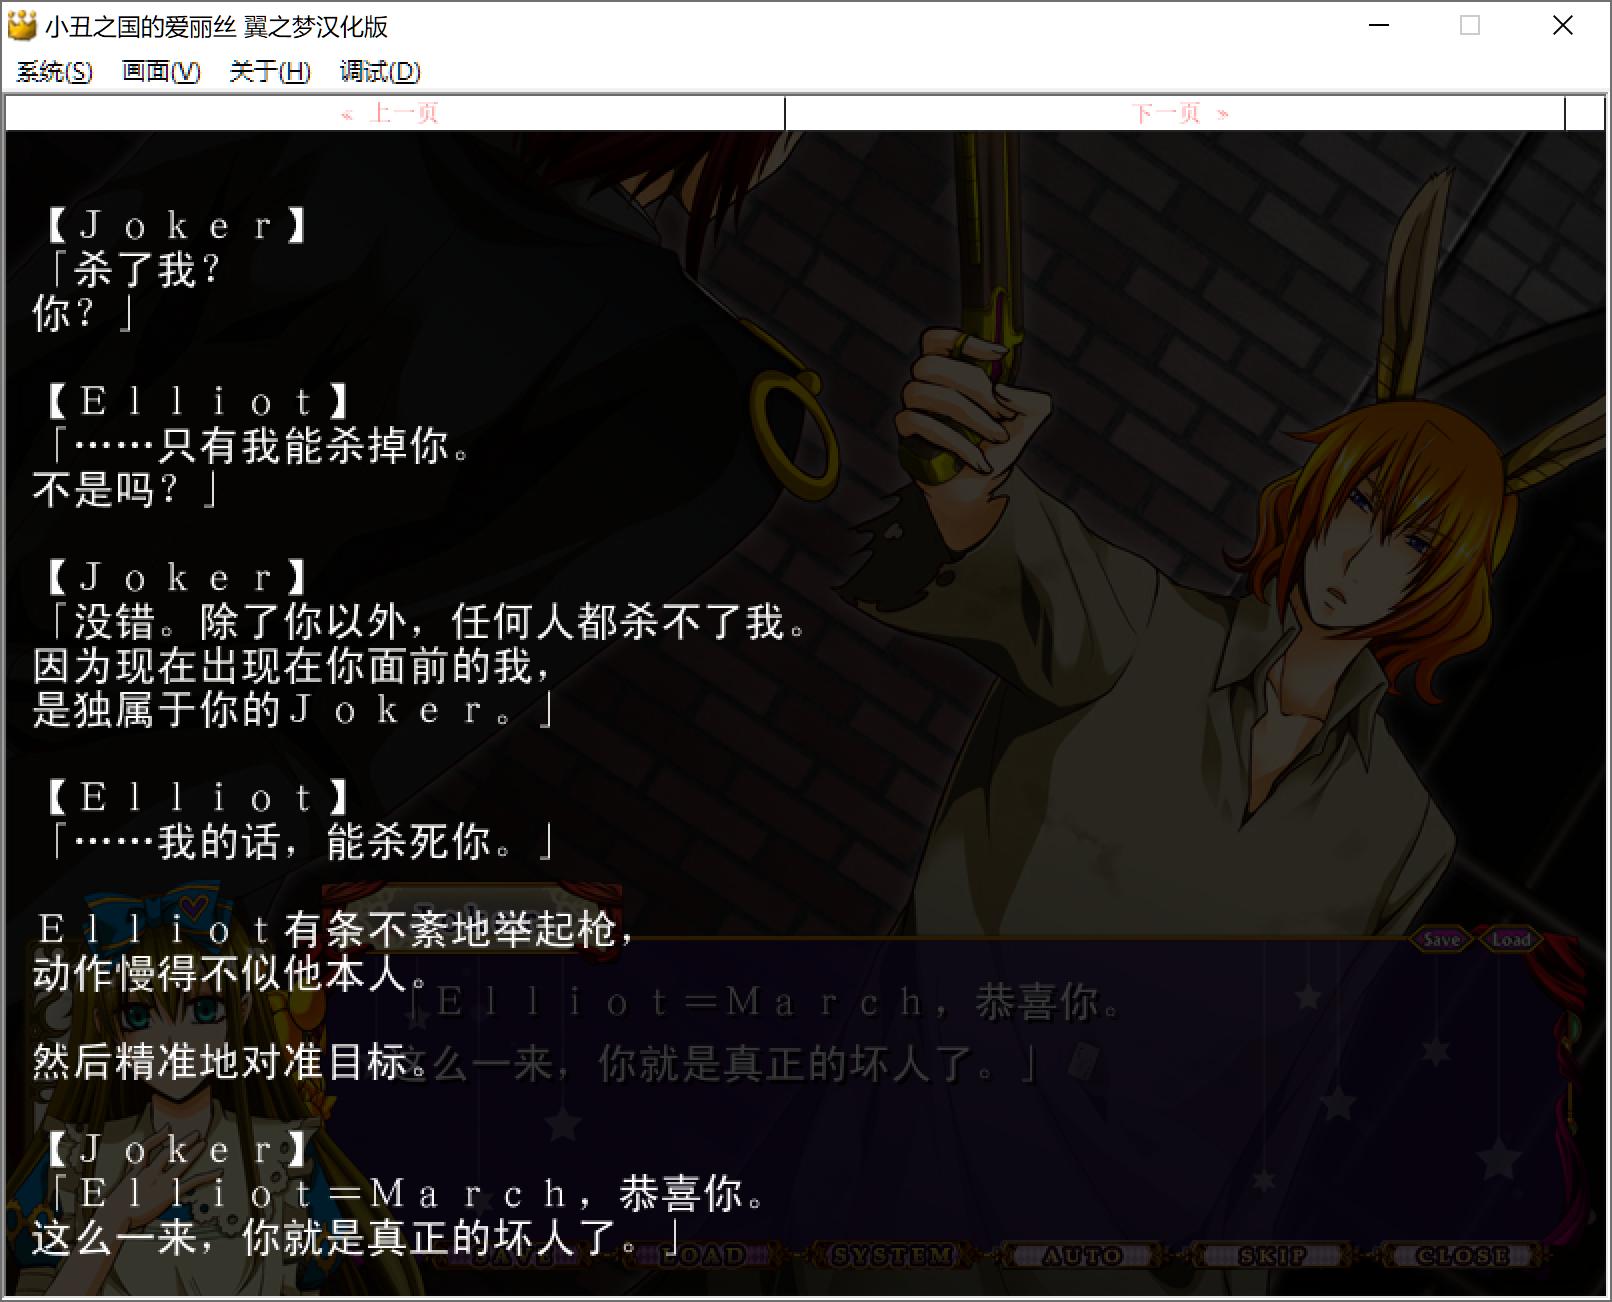 小丑之国的爱丽丝 翼之梦汉化版
系统(S) 画面(V) 关于(H) 调试(D)
« 上一页 下一页 »
【Joker】
「杀了我？
你？」
【Elliot】
「……只有我能杀掉你。
不是吗？」
【Joker】
「没错。除了你以外，任何人都杀不了我。
因为现在出现在你面前的我，
是独属于你的Joker。」
【Elliot】
「……我的话，能杀死你。」
Elliot有条不紊地举起枪，
动作慢得不似他本人。
然后精准地对准目标。
【Joker】
「Elliot＝March，恭喜你。
这么一来，你就是真正的坏人了。」
Joker
Save Load
「Elliot＝March，恭喜你。
这么一来，你就是真正的坏人了。」
SAVE LOAD SYSTEM AUTO SKIP CLOSE